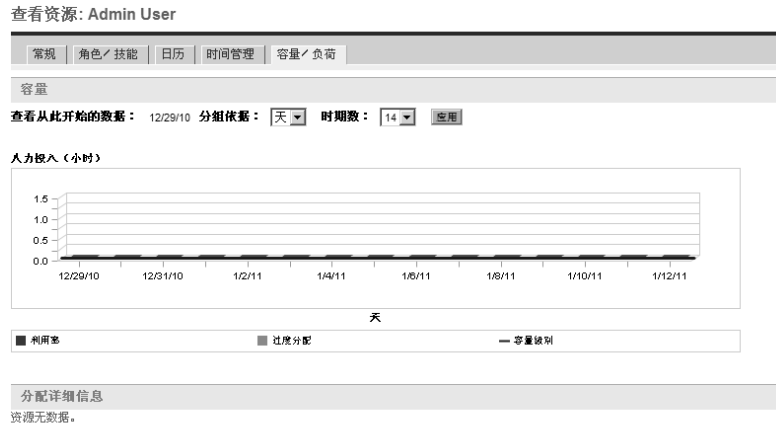 查看资源: Admin User
常规 角色／技能 日历 时间管理 容量／负荷
容量
查看从此开始的数据： 12/29/10 分组依据： 天 时期数： 14 应用
人力投入（小时）
1.5
1.0
0.5
0.0
12/29/10 12/31/10 1/2/11 1/4/11 1/6/11 1/8/11 1/10/11 1/12/11
天
利用率 过度分配 容量级别
分配详细信息
资源无数据。